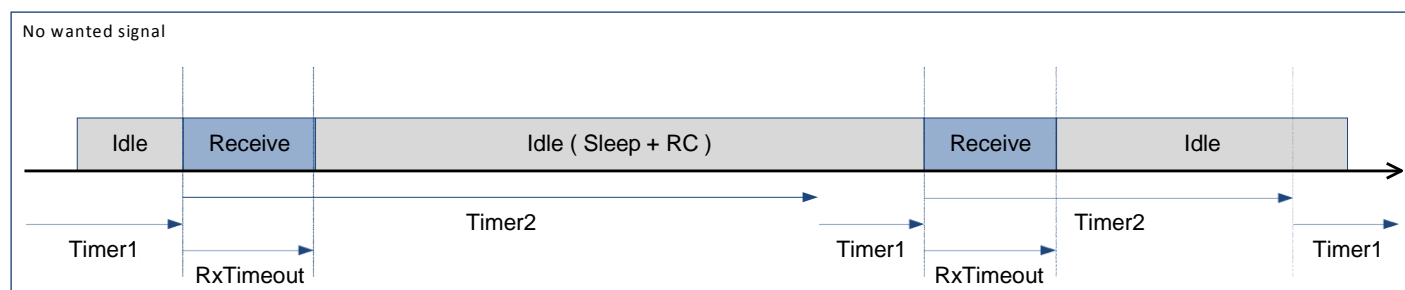 No wanted signal
Idle
Receive
Idle ( Sleep + RC )
Receive
Idle
Timer2
Timer2
Timer1
Timer1
Timer1
RxTimeout
RxTimeout